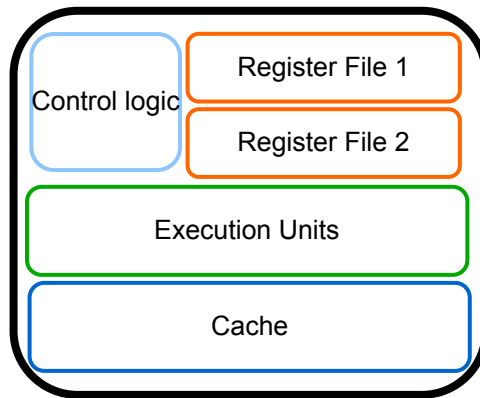 Control logic
Register File 1
Register File 2
Execution Units
Cache